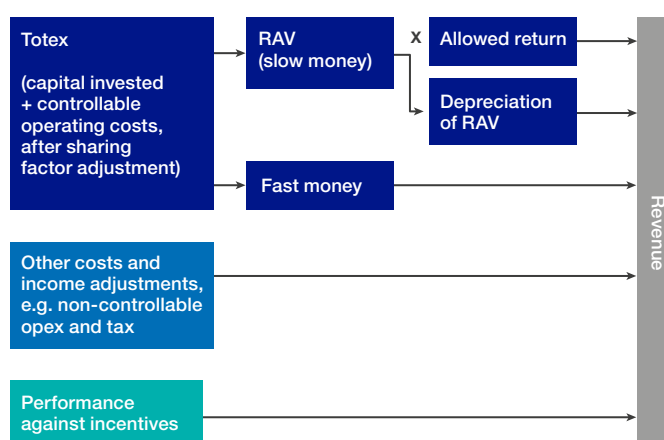 Totex
(capital invested
+ controllable
operating costs,
after sharing
factor adjustment)
RAV
(slow money)
X
Allowed return
Depreciation
of RAV
Fast money
Other costs and
income adjustments,
e.g. non-controllable
opex and tax
Performance
against incentives
Revenue